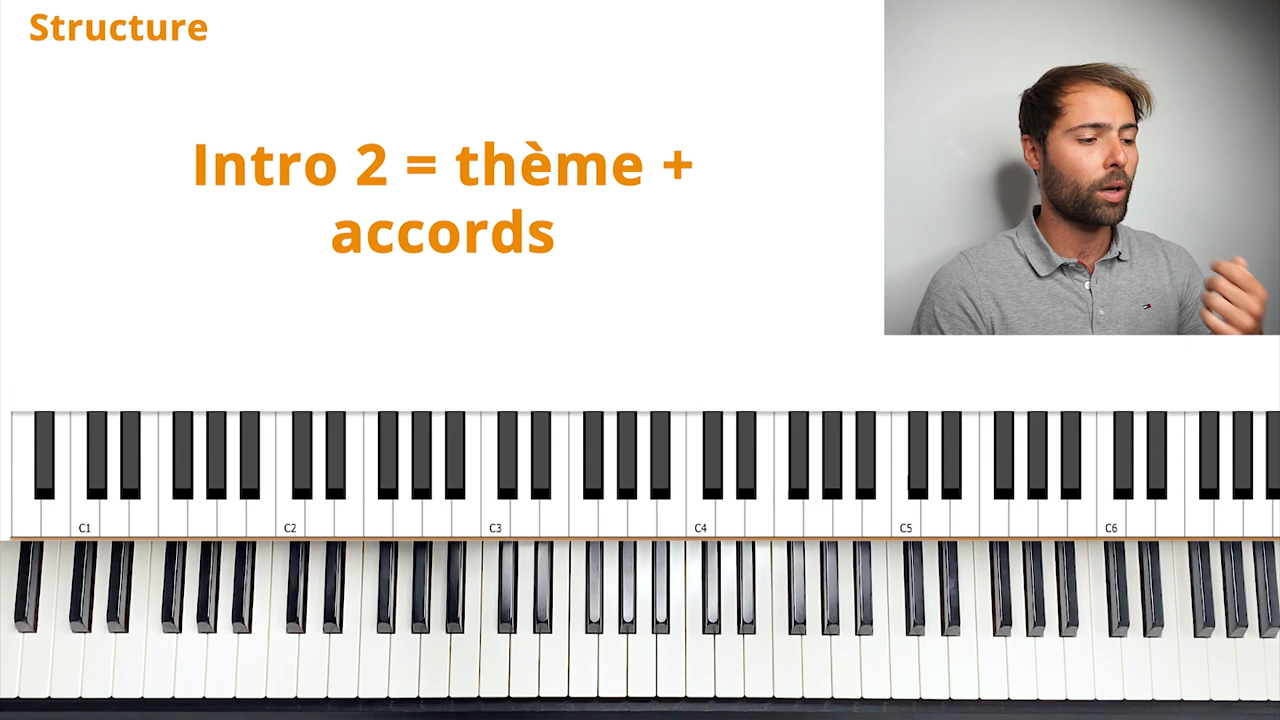 Structure
Intro 2 = thème +
accords
C1 C2 C3 C4 C5 C6